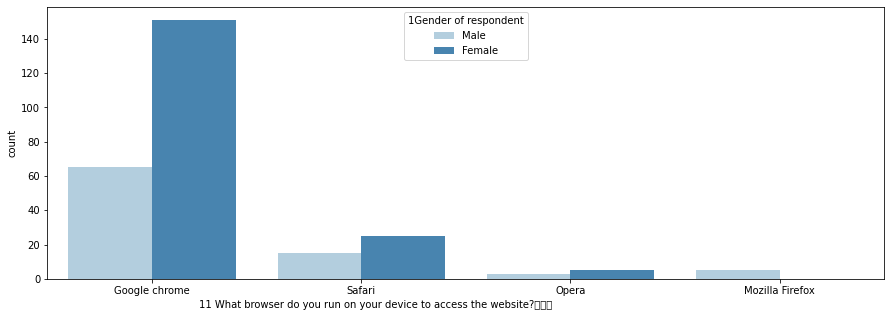 1Gender of respondent
Male
Female
count
140
120
100
80
60
40
20
0
Google chrome
Safari
Opera
Mozilla Firefox
11 What browser do you run on your device to access the website?